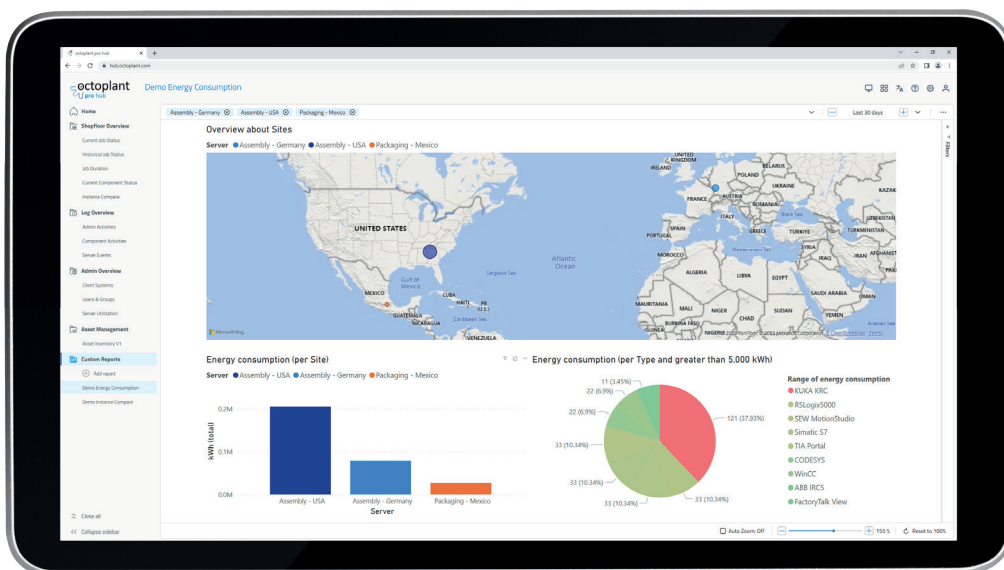 octoplant pro hub
hub.octoplant.com
octoplant
pro hub
Demo Energy Consumption
Home
Shopfloor Overview
Current Job Status
Historical Job Status
Job Duration
Current Component Status
Instance Compare
Log Overview
Admin Activities
Component Activities
Server Events
Admin Overview
Client Systems
Users & Groups
Server Utilization
Asset Management
Asset Inventory V1
Custom Reports
Add report
Demo Energy Consumption
Demo Instance Compare
Close all
Collapse sidebar
Assembly - Germany
Assembly - USA
Packaging - Mexico
Last 30 days
Filters
Overview about Sites
Server Assembly - Germany Assembly - USA Packaging - Mexico
UNITED KINGDOM
IRELAND
BELARUS
POLAND
UKRAINE
KAZAK
FRANCE
AUSTRIA
ROMANIA
ITALY
Black Sea
UZBEKISTAN
UNITED STATES
SPAIN
PORTUGAL
GREECE
TÜRKIYE
TURKMENISTAN
Mediterranean Sea
SYRIA
IRAQ
IRAN
AFGHANIST
Atlantic
Ocean
Sargasso Sea
MOROCCO
ALGERIA
LIBYA
EGYPT
PAK
Gulf of
Mexico
MEXICO
CUBA
HAITI
PR
(U.S.)
SAUDI ARABIA
OMAN
GUATEMALA
NICARAGUA
Caribbean Sea
VENEZUELA
MAURITANIA
MALI
NIGER
CHAD
SUDAN
YEMEN
Arabian Sea
GUINEA
BURKINA FASO
NIGERIA
Microsoft Bing
© 2023 TomTom, © 2023 Microsoft Corporation, © OpenStreetMap Terms
Energy consumption (per Site)
Server Assembly - USA Assembly - Germany Packaging - Mexico
kWh (total)
0.2M
0.1M
0.0M
Assembly - USA
Assembly - Germany
Packaging - Mexico
Server
Energy consumption (per Type and greater than 5,000 kWh)
11 (3.45%)
22 (6.9%)
22 (6.9%)
33 (10.34%)
33 (10.34%)
33 (10.34%)
33 (10.34%)
121 (37.93%)
Range of energy consumption
KUKA KRC
RSLogix5000
SEW MotionStudio
Simatic S7
TIA Portal
CODESYS
WinCC
ABB IRC5
FactoryTalk View
Auto Zoom: Off
155 %
Reset to 100%